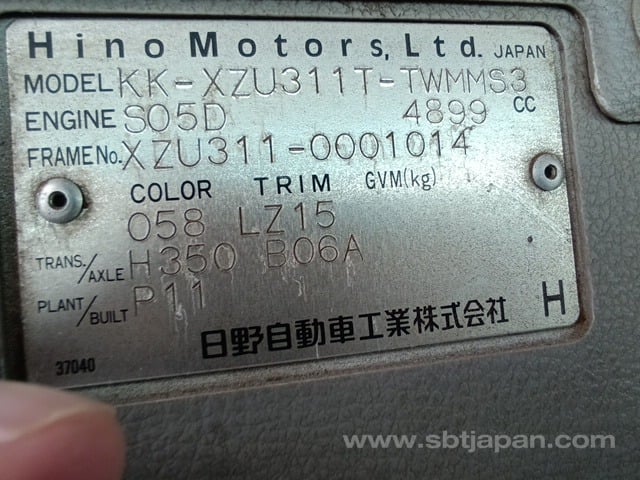 Hino Motors, Ltd. JAPAN
MODEL KK-XZU311T-TWMMS3
ENGINE S05D 4899 CC
FRAME No. XZU311-0001014
COLOR TRIM GVM(kg)
058 LZ15
TRANS./AXLE H350 B06A
PLANT/BUILT P11
日野自動車工業株式会社 H
37040
www.sbtjapan.com